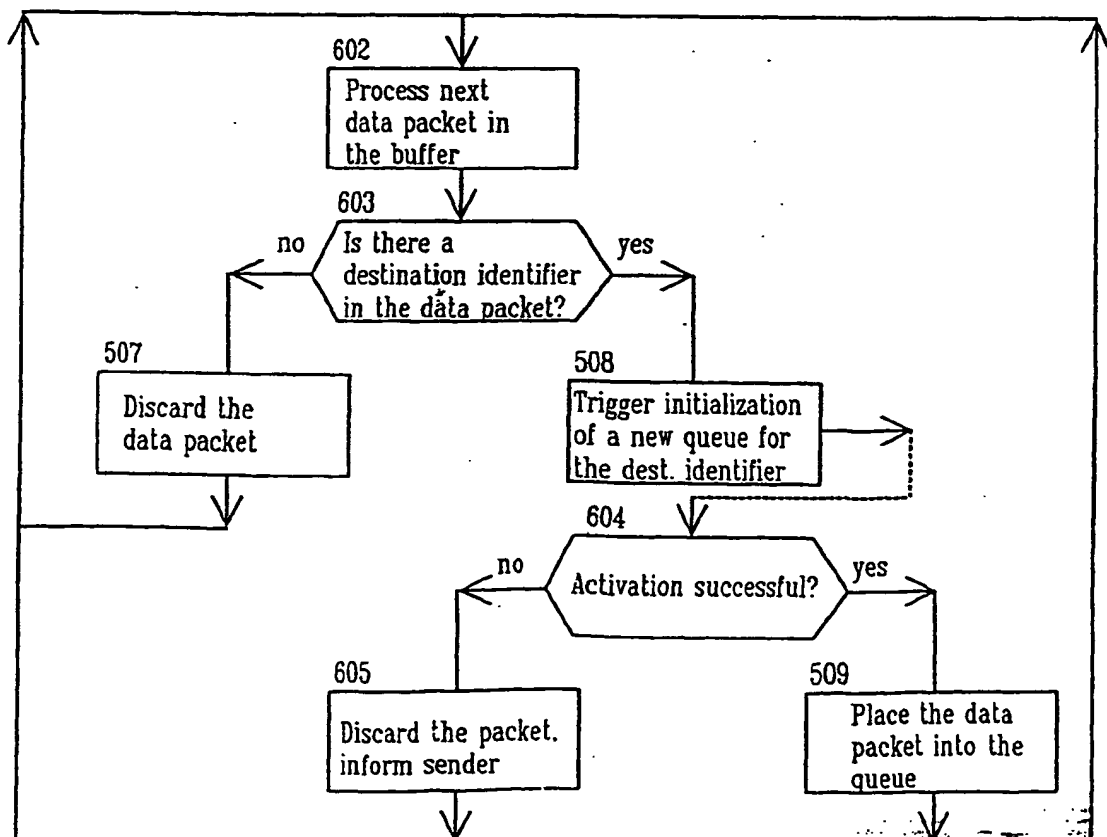 602
Process next
data packet in
the buffer
603
no
Is there a
yes
destination identifier
in the data packet?
507
Discard the
data packet
508
Trigger initialization
of a new queue for
the dest. identifier
604
no
Activation successful?
yes
605
Discard the packet.
inform sender
509
Place the data
packet into the
queue